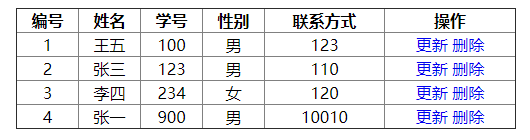 编号 姓名 学号 性别 联系方式 操作
1 王五 100 男 123 更新 删除
2 张三 123 男 110 更新 删除
3 李四 234 女 120 更新 删除
4 张一 900 男 10010 更新 删除